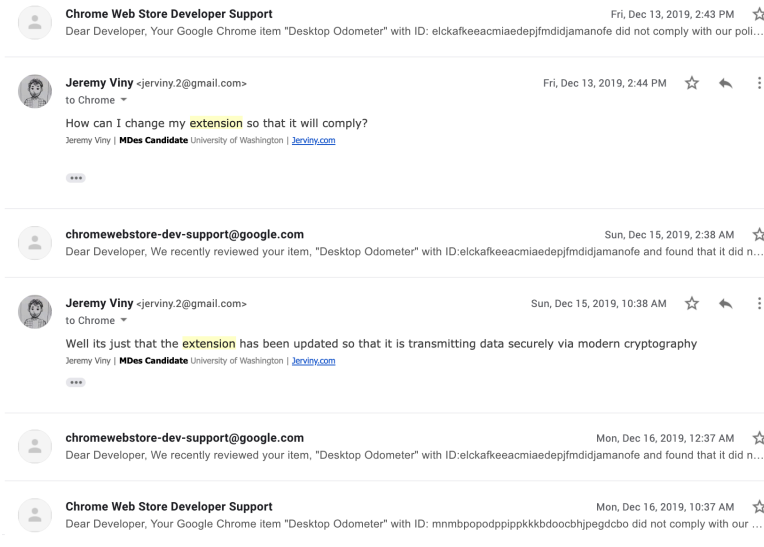 Chrome Web Store Developer Support Fri, Dec 13, 2019, 2:43 PM
Dear Developer, Your Google Chrome item "Desktop Odometer" with ID: elckafkeeacmiaedepjfmdidjamanofe did not comply with our poli...
Jeremy Viny <jerviny.2@gmail.com> Fri, Dec 13, 2019, 2:44 PM
to Chrome
How can I change my extension so that it will comply?
Jeremy Viny | MDes Candidate University of Washington | Jerviny.com
chromewebstore-dev-support@google.com Sun, Dec 15, 2019, 2:38 AM
Dear Developer, We recently reviewed your item, "Desktop Odometer" with ID:elckafkeeacmiaedepjfmdidjamanofe and found that it did n...
Jeremy Viny <jerviny.2@gmail.com> Sun, Dec 15, 2019, 10:38 AM
to Chrome
Well its just that the extension has been updated so that it is transmitting data securely via modern cryptography
Jeremy Viny | MDes Candidate University of Washington | Jerviny.com
chromewebstore-dev-support@google.com Mon, Dec 16, 2019, 12:37 AM
Dear Developer, We recently reviewed your item, "Desktop Odometer" with ID:elckafkeeacmiaedepjfmdidjamanofe and found that it did n...
Chrome Web Store Developer Support Mon, Dec 16, 2019, 10:37 AM
Dear Developer, Your Google Chrome item "Desktop Odometer" with ID: mnmbpopodppippkkkbdoocbhjpegdcbo did not comply with our ...